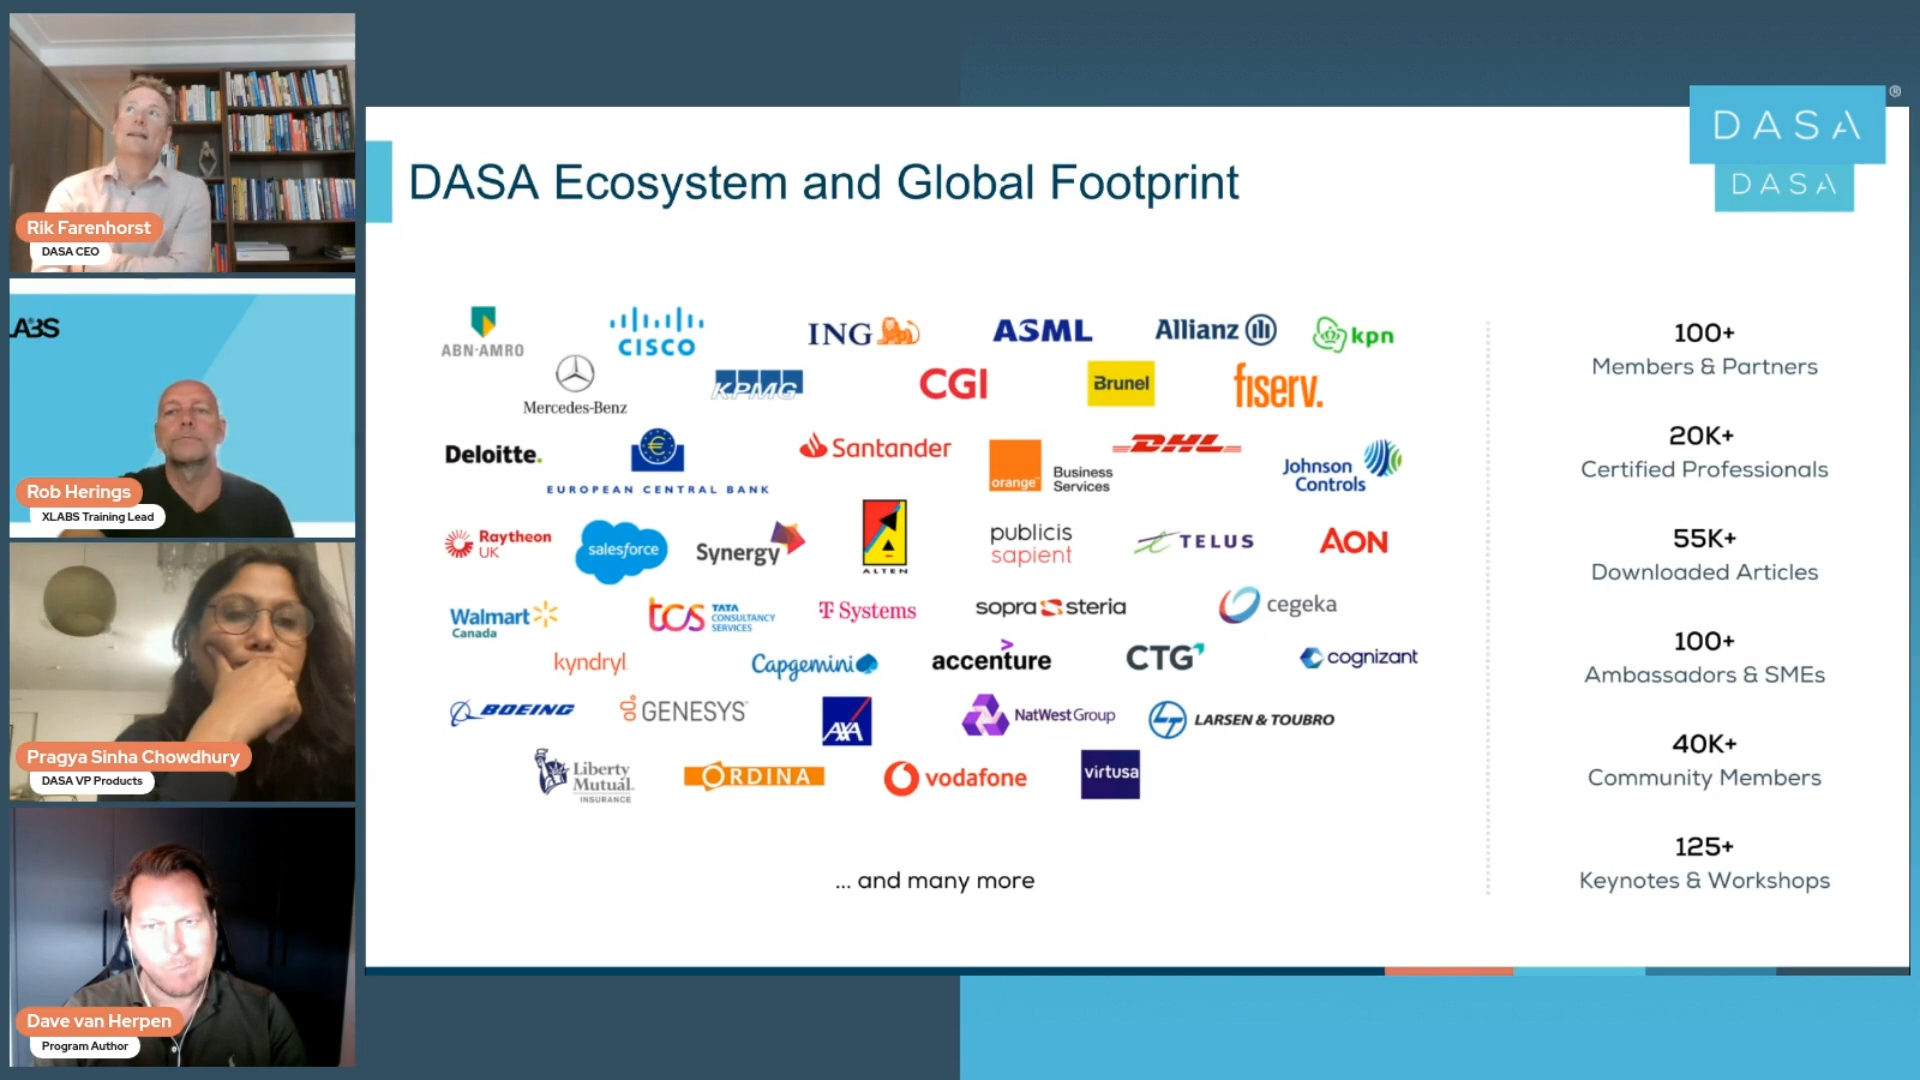 Rik Farenhorst
DASA CEO
LABS
Rob Herings
XLABS Training Lead
Pragya Sinha Chowdhury
DASA VP Products
Dave van Herpen
Program Author
DASA Ecosystem and Global Footprint
DASA ®
DASA
ABN·AMRO
CISCO
ING
ASML
Allianz
kpn
Mercedes-Benz
KPMG
CGI
Brunel
fiserv.
Deloitte.
EUROPEAN CENTRAL BANK
Santander
orange™
Business
Services
DHL
Johnson
Controls
Raytheon
UK
salesforce
Synergy
ALTEN
publicis
sapient
TELUS
AON
Walmart
Canada
tcs TATA
CONSULTANCY
SERVICES
T Systems
sopra steria
cegeka
kyndryl
Capgemini
accenture
CTG
cognizant
BOEING
GENESYS™
AXA
NatWest Group
LARSEN & TOUBRO
Liberty
Mutual.
INSURANCE
ORDINA
vodafone
virtusa
... and many more
100+
Members & Partners
20K+
Certified Professionals
55K+
Downloaded Articles
100+
Ambassadors & SMEs
40K+
Community Members
125+
Keynotes & Workshops